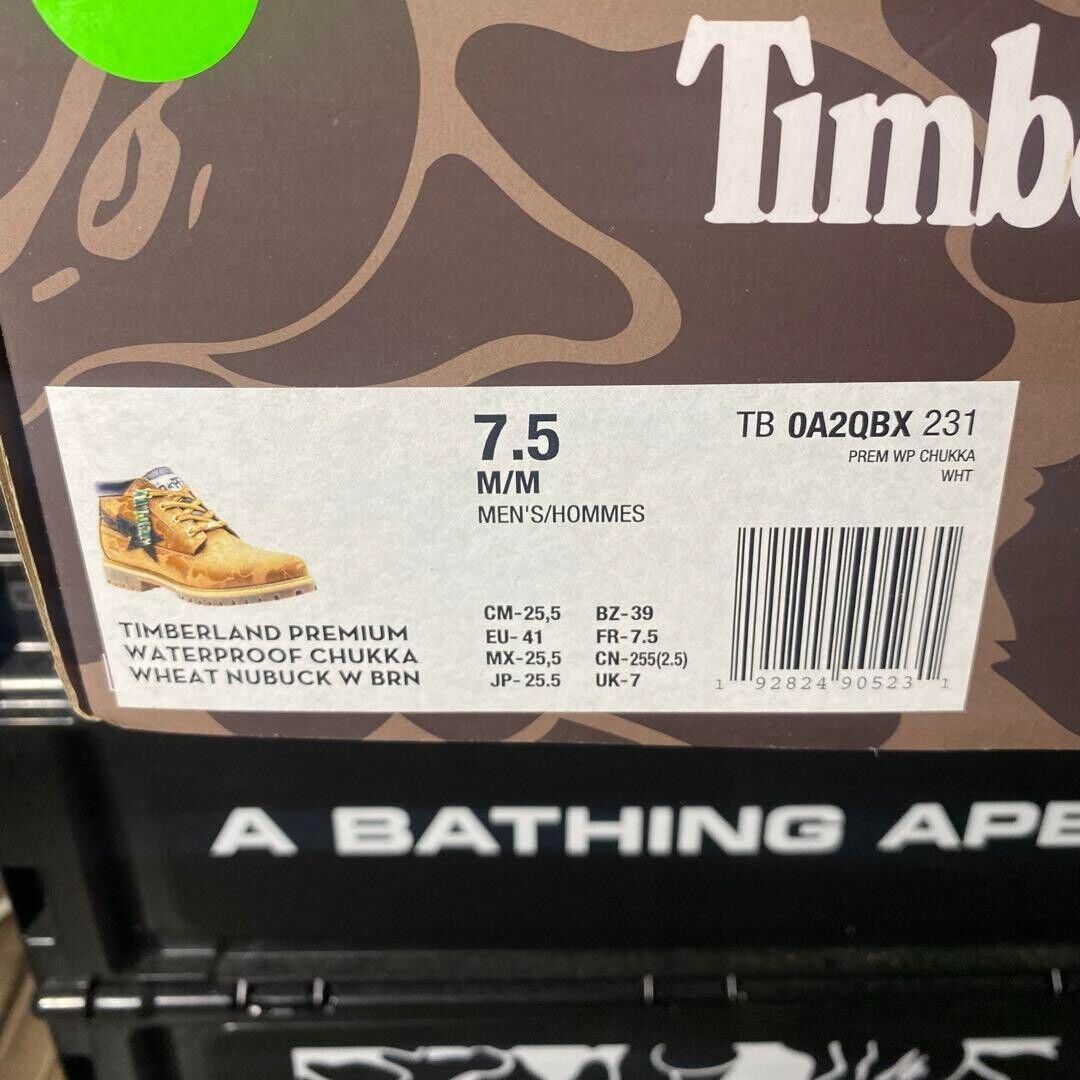 Timb
7.5
M/M
MEN'S/HOMMES
TB 0A2QBX 231
PREM WP CHUKKA
WHT
TIMBERLAND PREMIUM
WATERPROOF CHUKKA
WHEAT NUBUCK W BRN
CM-25,5 BZ-39
EU-41 FR-7.5
MX-25,5 CN-255(2.5)
JP-25.5 UK-7
1 92824 90523 1
A BATHING APE